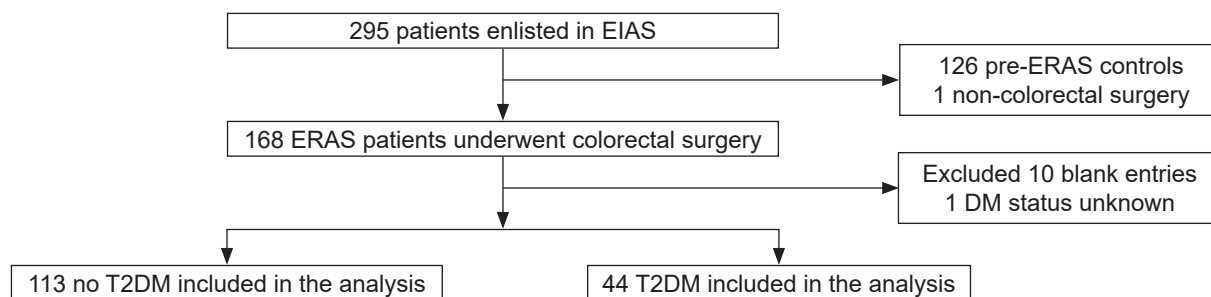 295 patients enlisted in EIAS
126 pre-ERAS controls
1 non-colorectal surgery
168 ERAS patients underwent colorectal surgery
Excluded 10 blank entries
1 DM status unknown
113 no T2DM included in the analysis
44 T2DM included in the analysis